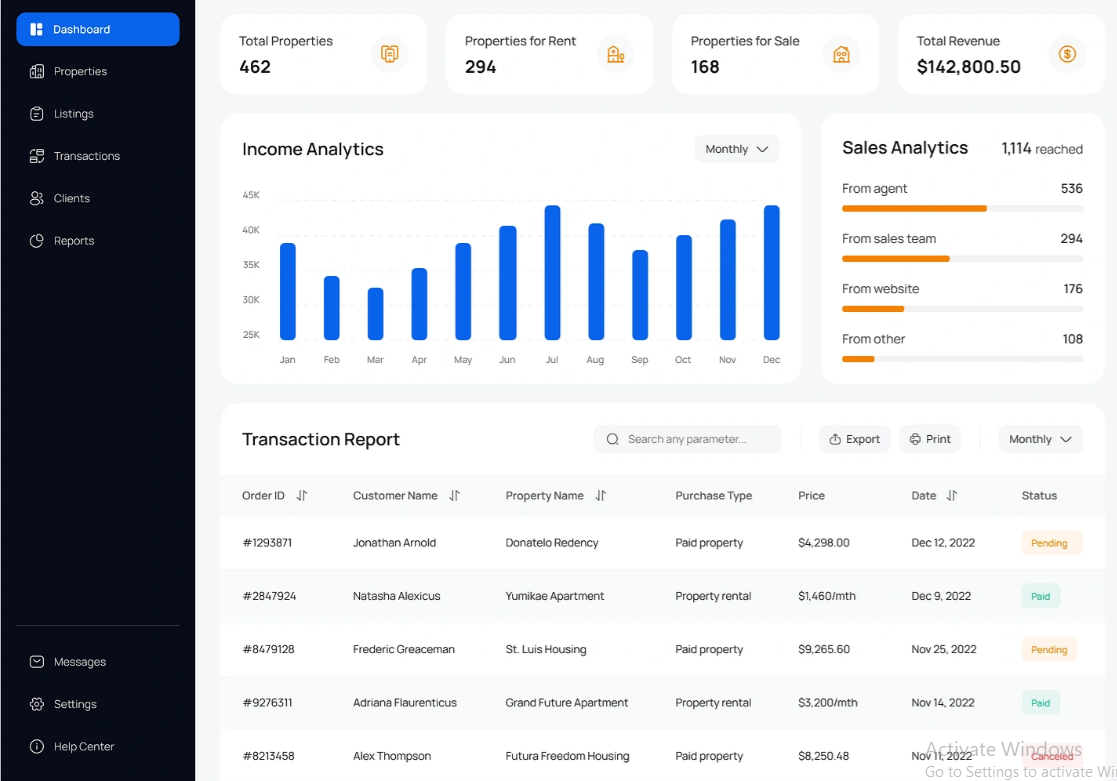 Dashboard
Properties
Listings
Transactions
Clients
Reports
Messages
Settings
Help Center
Total Properties
462
Properties for Rent
294
Properties for Sale
168
Total Revenue
$142,800.50
Income Analytics
Monthly
45K
40K
35K
30K
25K
Jan Feb Mar Apr May Jun Jul Aug Sep Oct Nov Dec
Sales Analytics 1,114 reached
From agent 536
From sales team 294
From website 176
From other 108
Transaction Report
Search any parameter...
Export
Print
Monthly
Order ID Customer Name Property Name Purchase Type Price Date Status
#1293871 Jonathan Arnold Donatelo Redency Paid property $4,298.00 Dec 12, 2022 Pending
#2847924 Natasha Alexicus Yumikae Apartment Property rental $1,460/mth Dec 9, 2022 Paid
#8479128 Frederic Greaceman St. Luis Housing Paid property $9,265.60 Nov 25, 2022 Pending
#9276311 Adriana Flaurenticus Grand Future Apartment Property rental $3,200/mth Nov 14, 2022 Paid
#8213458 Alex Thompson Futura Freedom Housing Paid property $8,250.48 Nov 11, 2022 Canceled
Activate Windows
Go to Settings to activate Wi